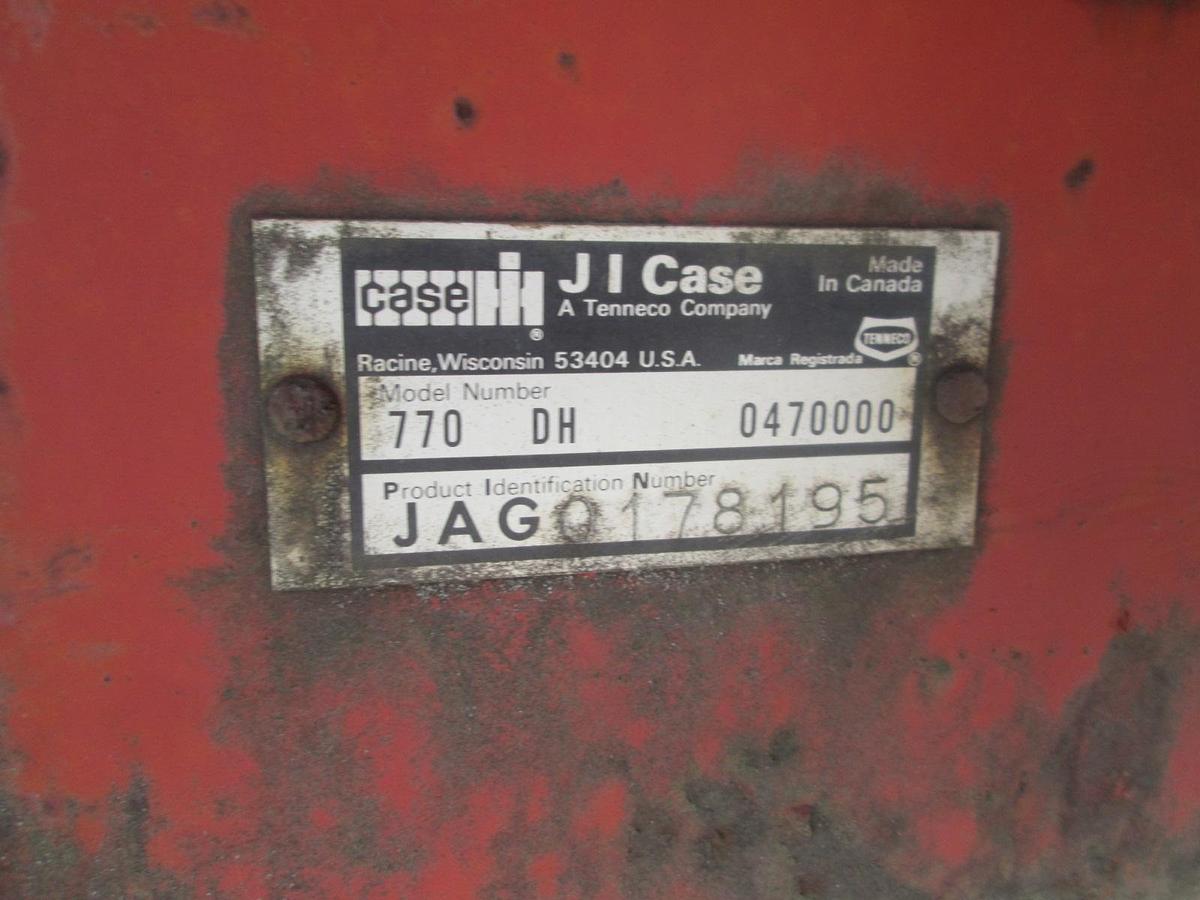 case IH
®
J I Case
A Tenneco Company
Made
In Canada
TENNECO
®
Racine, Wisconsin 53404 U.S.A.
Marca Registrada
Model Number
770 DH 0470000
Product Identification Number
JAG0178195